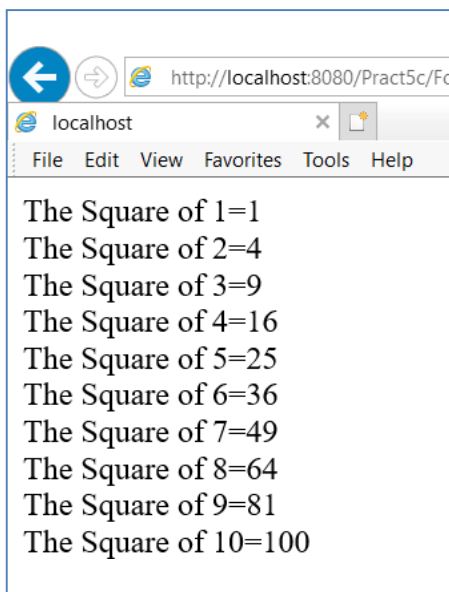 http://localhost:8080/Pract5c/Fo
localhost
File Edit View Favorites Tools Help
The Square of 1=1
The Square of 2=4
The Square of 3=9
The Square of 4=16
The Square of 5=25
The Square of 6=36
The Square of 7=49
The Square of 8=64
The Square of 9=81
The Square of 10=100